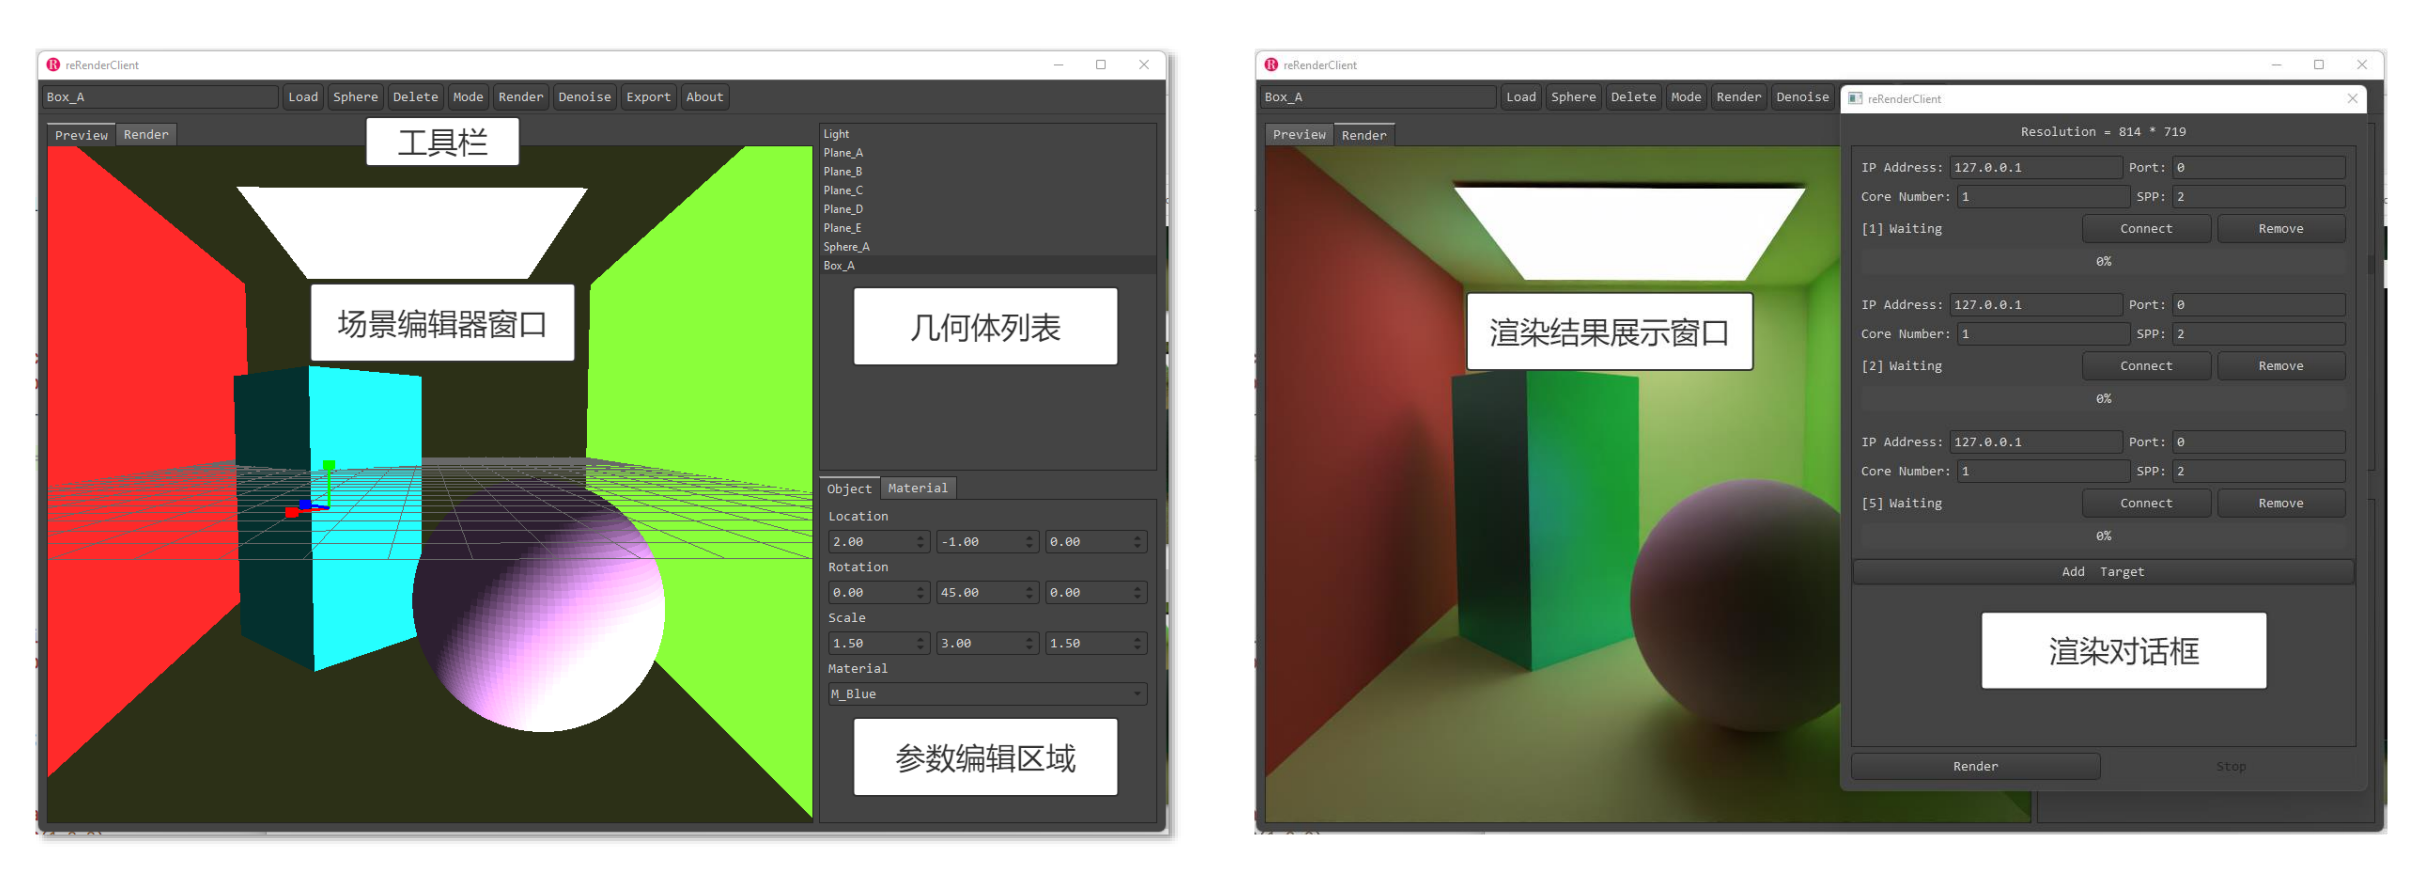 reRenderClient
Box_A Load Sphere Delete Mode Render Denoise Export About
Preview Render
工具栏
场景编辑器窗口
Light
Plane_A
Plane_B
Plane_C
Plane_D
Plane_E
Sphere_A
Box_A
几何体列表
Object Material
Location
2.00 -1.00 0.00
Rotation
0.00 45.00 0.00
Scale
1.50 3.00 1.50
Material
M_Blue
参数编辑区域
reRenderClient
Box_A Load Sphere Delete Mode Render Denoise
Preview Render
渲染结果展示窗口
reRenderClient
Resolution = 814 * 719
IP Address: 127.0.0.1 Port: 0
Core Number: 1 SPP: 2
[1] Waiting Connect Remove
0%
IP Address: 127.0.0.1 Port: 0
Core Number: 1 SPP: 2
[2] Waiting Connect Remove
0%
IP Address: 127.0.0.1 Port: 0
Core Number: 1 SPP: 2
[5] Waiting Connect Remove
0%
Add Target
渲染对话框
Render Stop